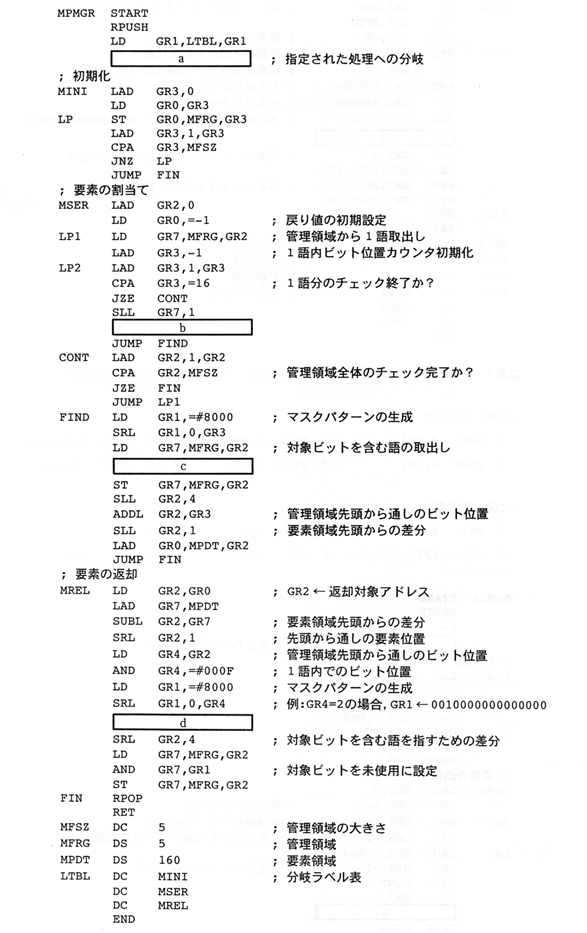 MPMGR START
RPUSH
LD GR1,LTBL,GR1
a ; 指定された処理への分岐
; 初期化
MINI LAD GR3,0
LD GR0,GR3
LP ST GR0,MFRG,GR3
LAD GR3,1,GR3
CPA GR3,MFSZ
JNZ LP
JUMP FIN
; 要素の割当て
MSER LAD GR2,0
LD GR0,=-1 ; 戻り値の初期設定
LP1 LD GR7,MFRG,GR2 ; 管理領域から1語取出し
LAD GR3,-1 ; 1語内ビット位置カウンタ初期化
LP2 LAD GR3,1,GR3
CPA GR3,=16 ; 1語分のチェック終了か?
JZE CONT
SLL GR7,1
b
JUMP FIND
CONT LAD GR2,1,GR2
CPA GR2,MFSZ ; 管理領域全体のチェック完了か?
JZE FIN
JUMP LP1
FIND LD GR1,=#8000 ; マスクパターンの生成
SRL GR1,0,GR3
LD GR7,MFRG,GR2 ; 対象ビットを含む語の取出し
c
ST GR7,MFRG,GR2
SLL GR2,4
ADDL GR2,GR3 ; 管理領域先頭から通しのビット位置
SLL GR2,1 ; 要素領域先頭からの差分
LAD GR0,MPDT,GR2
JUMP FIN
; 要素の返却
MREL LD GR2,GR0 ; GR2 ← 返却対象アドレス
LAD GR7,MPDT
SUBL GR2,GR7 ; 要素領域先頭からの差分
SRL GR2,1 ; 先頭から通しの要素位置
LD GR4,GR2 ; 管理領域先頭から通しのビット位置
AND GR4,=#000F ; 1語内でのビット位置
LD GR1,=#8000 ; マスクパターンの生成
SRL GR1,0,GR4 ; 例:GR4=2の場合, GR1 ← 0010000000000000
d
SRL GR2,4 ; 対象ビットを含む語を指すための差分
LD GR7,MFRG,GR2
AND GR7,GR1 ; 対象ビットを未使用に設定
ST GR7,MFRG,GR2
FIN RPOP
RET
MFSZ DC 5 ; 管理領域の大きさ
MFRG DS 5 ; 管理領域
MPDT DS 160 ; 要素領域
LTBL DC MINI ; 分岐ラベル表
DC MSER
DC MREL
END